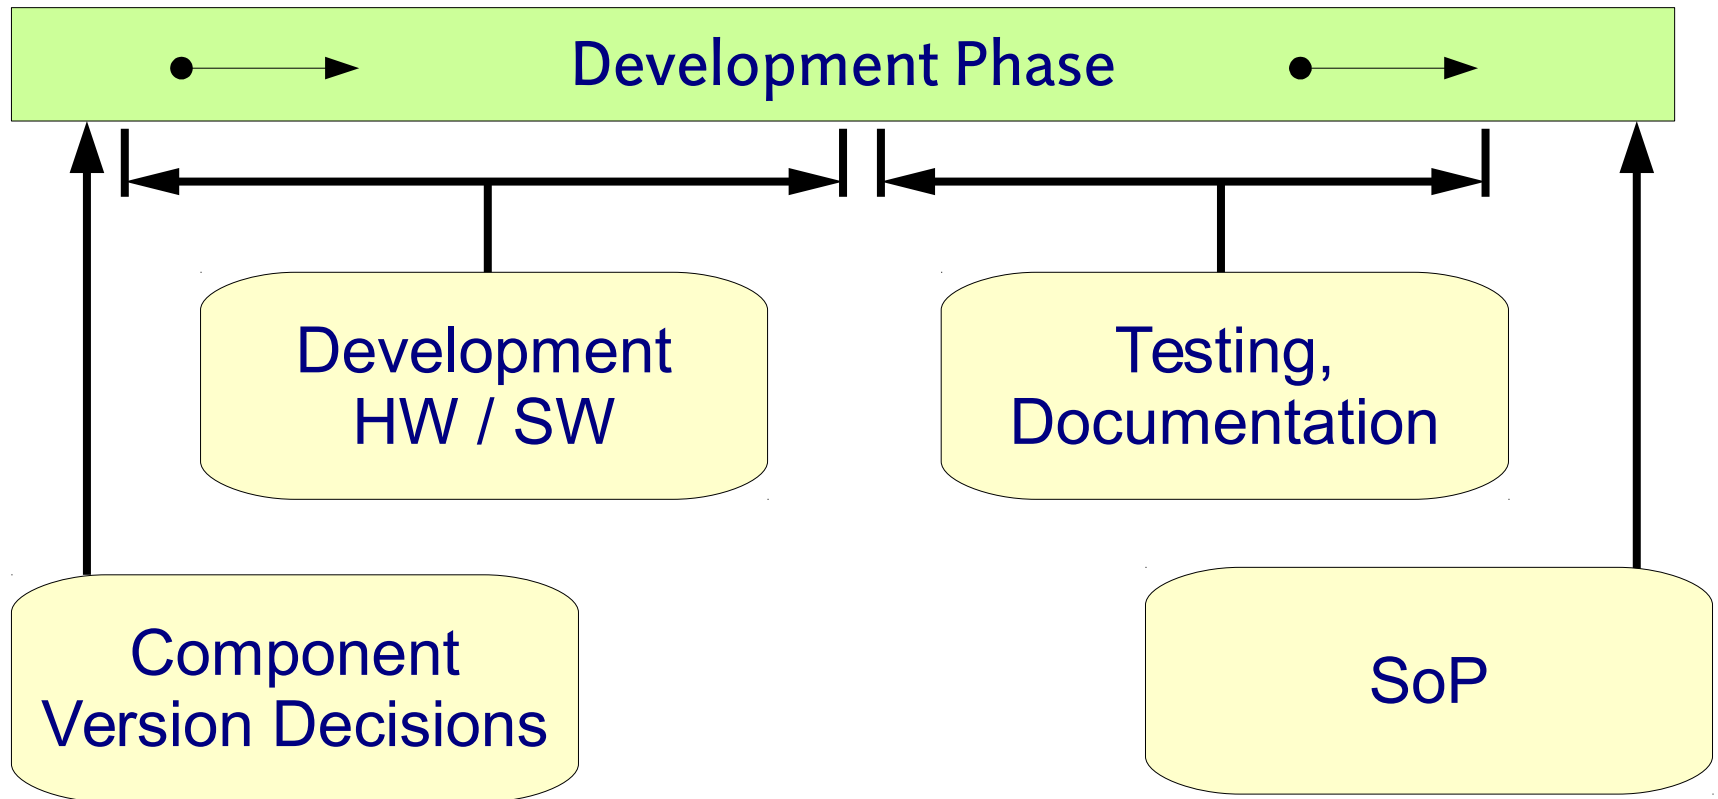 Development Phase
Development
HW / SW
Testing,
Documentation
Component
Version Decisions
SoP